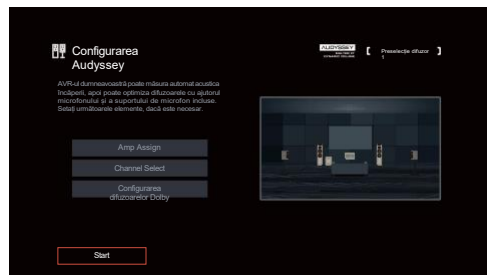 Configurarea
Audyssey
AUDYSSEY
[ Preselecție difuzor ]
1
AVR-ul dumneavoastră poate măsura automat acustica
încăperii, apoi poate optimiza difuzoarele cu ajutorul
microfonului și a suportului de microfon incluse.
Setați următoarele elemente, dacă este necesar.
Amp Assign
Channel Select
Configurarea
difuzoarelor Dolby
Start